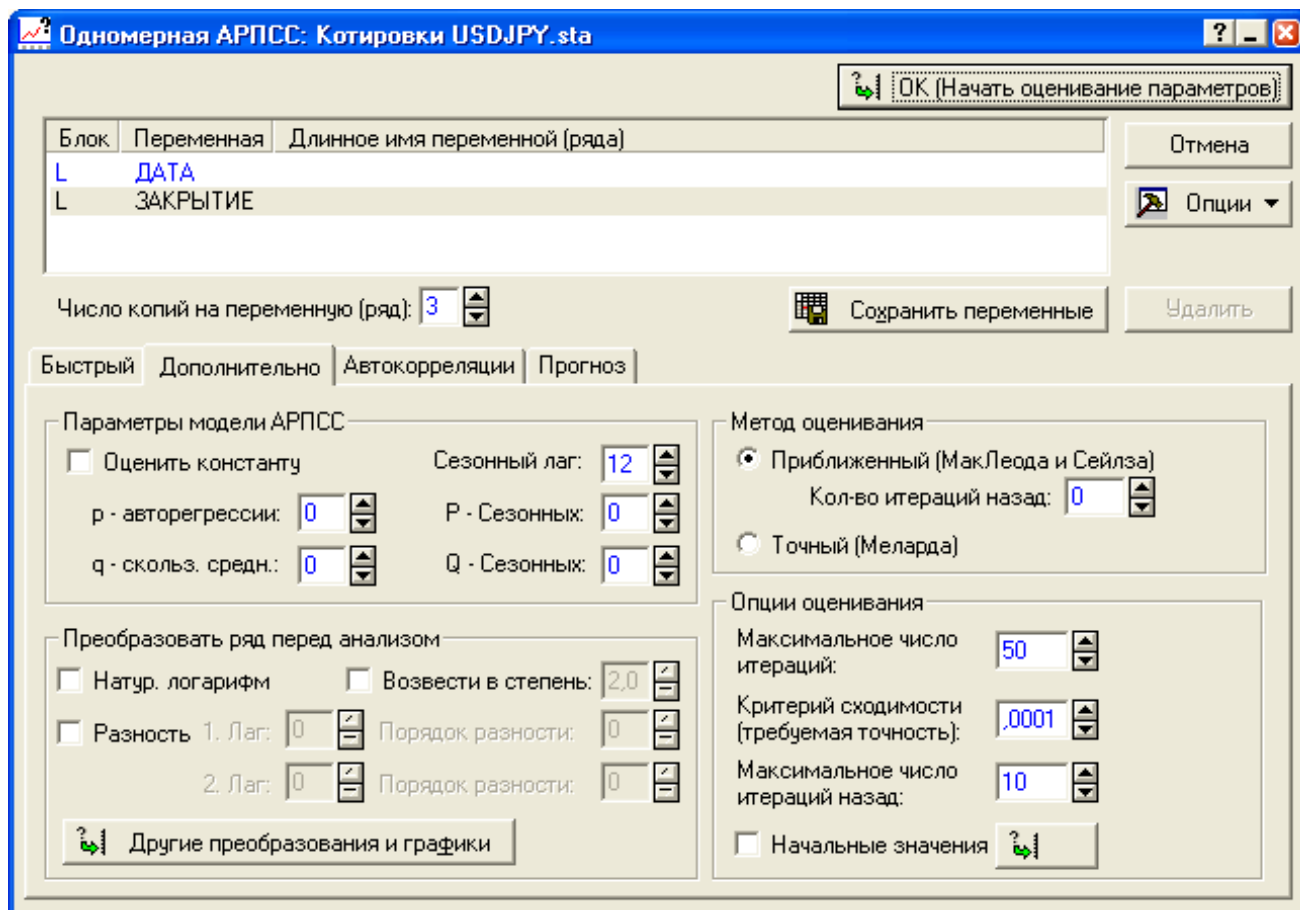 Одномерная АРПСС: Котировки USDJPY.sta
OK (Начать оценивание параметров)
Блок Переменная Длинное имя переменной (ряда)
L ДАТА
L ЗАКРЫТИЕ
Отмена
Опции
Число копий на переменную (ряд): 3
Сохранить переменные
Удалить
Быстрый Дополнительно Автокорреляции Прогноз
Параметры модели АРПСС
Оценить константу Сезонный лаг: 12
p - авторегрессии: 0 P - Сезонных: 0
q - скольз. средн.: 0 Q - Сезонных: 0
Преобразовать ряд перед анализом
Натур. логарифм Возвести в степень: 2,0
Разность 1. Лаг: 0 Порядок разности: 0
2. Лаг: 0 Порядок разности: 0
Другие преобразования и графики
Метод оценивания
Приближенный (МакЛеода и Сейлза)
Кол-во итераций назад: 0
Точный (Меларда)
Опции оценивания
Максимальное число
итераций: 50
Критерий сходимости
(требуемая точность): ,0001
Максимальное число
итераций назад: 10
Начальные значения